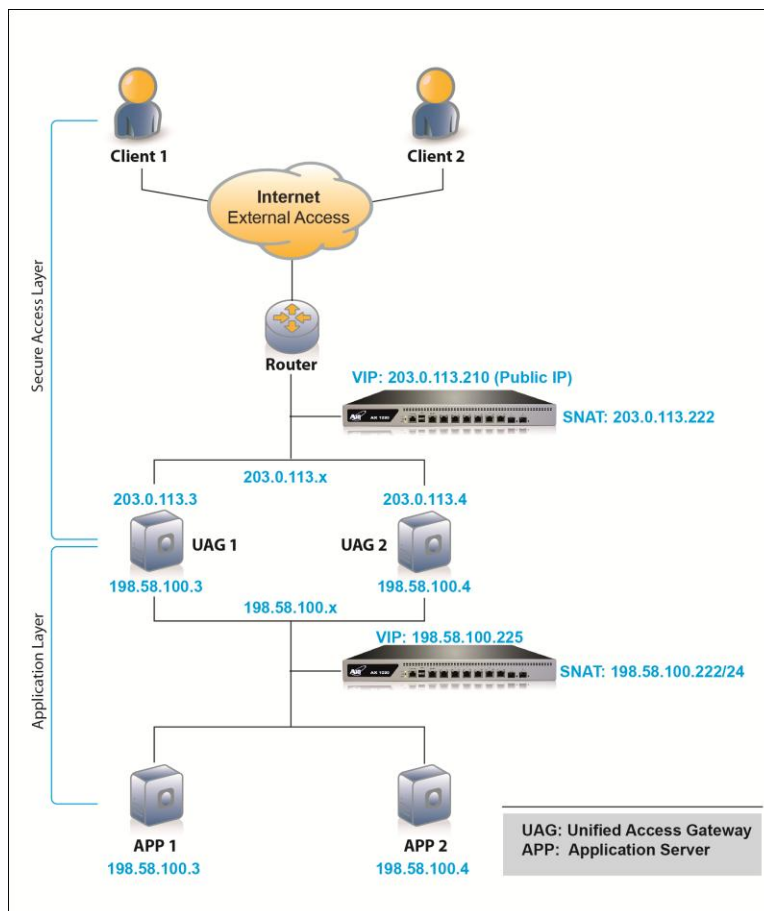 Client 1
Client 2
Internet
External Access
Secure Access Layer
Router
VIP: 203.0.113.210 (Public IP)
SNAT: 203.0.113.222
203.0.113.x
203.0.113.3
203.0.113.4
UAG 1
UAG 2
198.58.100.3
198.58.100.4
198.58.100.x
Application Layer
VIP: 198.58.100.225
SNAT: 198.58.100.222/24
APP 1
198.58.100.3
APP 2
198.58.100.4
UAG: Unified Access Gateway
APP: Application Server